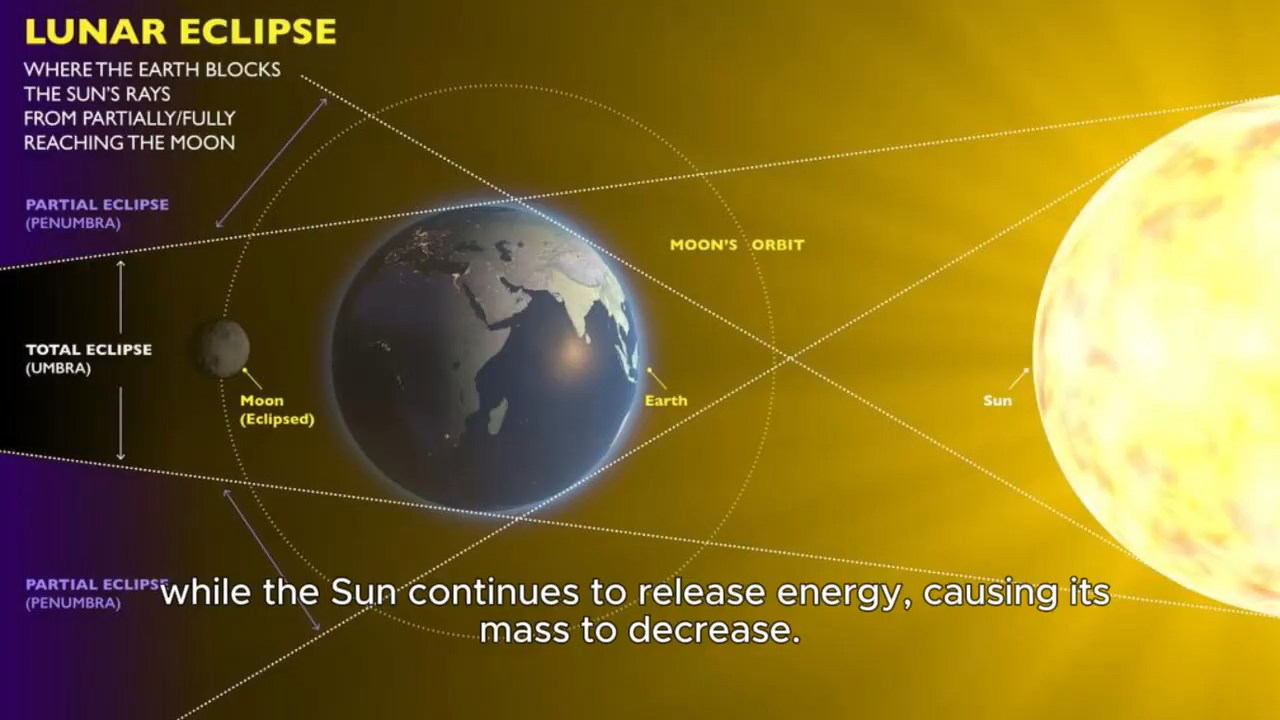 LUNAR ECLIPSE
WHERE THE EARTH BLOCKS
THE SUN'S RAYS
FROM PARTIALLY/FULLY
REACHING THE MOON
PARTIAL ECLIPSE
(PENUMBRA)
MOON'S ORBIT
TOTAL ECLIPSE
(UMBRA)
Moon
(Eclipsed)
Earth
Sun
PARTIAL ECLIPSE
(PENUMBRA)
while the Sun continues to release energy, causing its
mass to decrease.